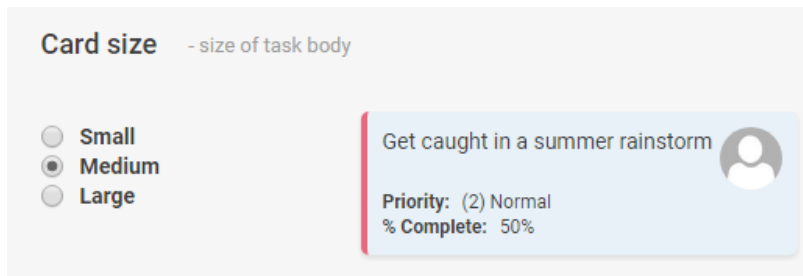 Card size - size of task body
Small
Medium
Large
Get caught in a summer rainstorm
Priority: (2) Normal
% Complete: 50%